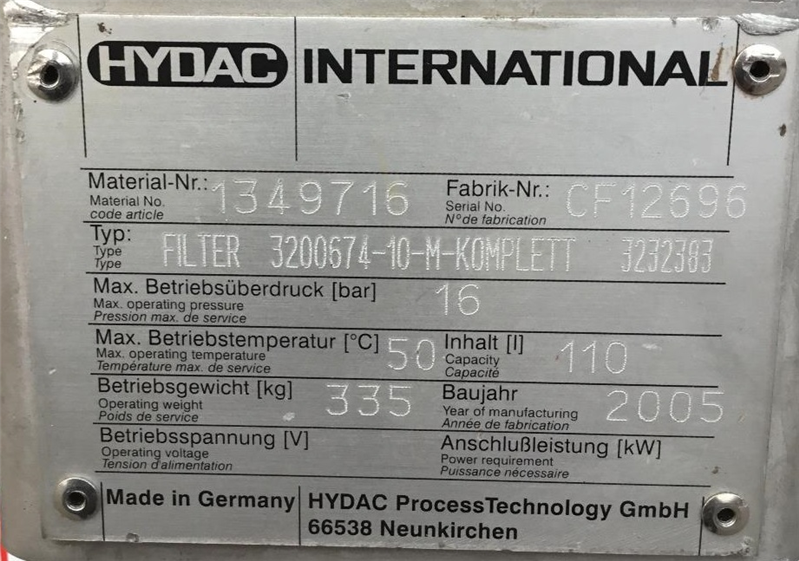 HYDAC INTERNATIONAL
Material-Nr.: 1349716 Fabrik-Nr.: CF12696
Material No. Serial No.
code article N° de fabrication
Typ: FILTER 3200674-10-M-KOMPLETT 3232383
Type
Type
Max. Betriebsüberdruck [bar] 16
Max. operating pressure
Pression max. de service
Max. Betriebstemperatur [°C] 50 Inhalt [l] 110
Max. operating temperature Capacity
Température max. de service Capacité
Betriebsgewicht [kg] 335 Baujahr 2005
Operating weight Year of manufacturing
Poids de service Année de fabrication
Betriebsspannung [V] Anschlußleistung [kW]
Operating voltage Power requirement
Tension d'alimentation Puissance nécessaire
Made in Germany HYDAC ProcessTechnology GmbH
66538 Neunkirchen